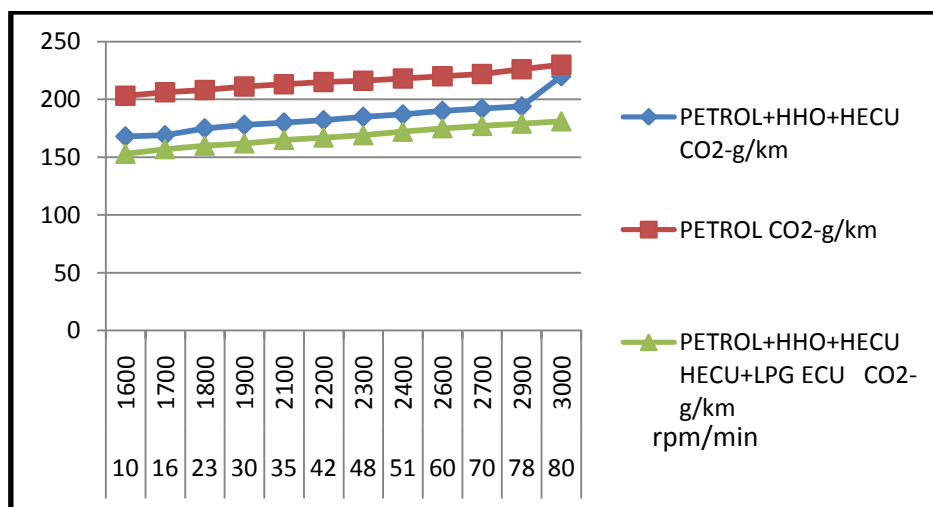 250
200
150
100
50
0
1600 1700 1800 1900 2100 2200 2300 2400 2600 2700 2900 3000
10 16 23 30 35 42 48 51 60 70 78 80
PETROL+HHO+HECU
CO2-g/km
PETROL CO2-g/km
PETROL+HHO+HECU
HECU+LPG ECU CO2-
g/km
rpm/min